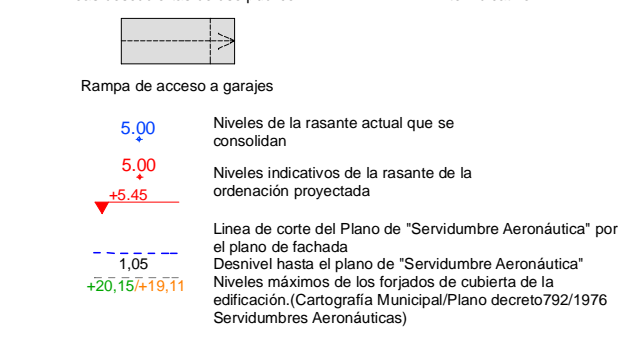 Rampa de acceso a garajes
5.00
Niveles de la rasante actual que se
consolidan
5.00
+5.45
Niveles indicativos de la rasante de la
ordenación proyectada
Linea de corte del Plano de "Servidumbre Aeronáutica" por
el plano de fachada
1,05
Desnivel hasta el plano de "Servidumbre Aeronáutica"
+20,15/+19,11
Niveles máximos de los forjados de cubierta de la
edificación.(Cartografía Municipal/Plano decreto792/1976
Servidumbres Aeronáuticas)